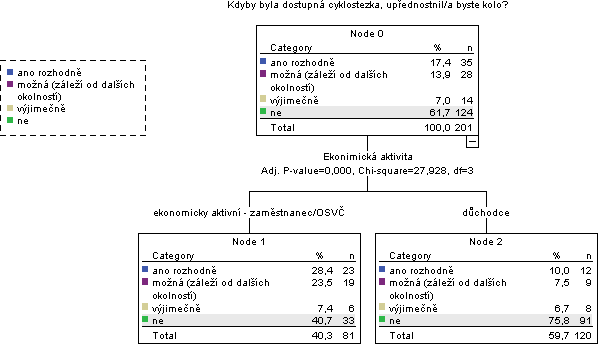 Kdyby byla dostupná cyklostezka, upřednostnil/a byste kolo?
Node 0
Category % n
ano rozhodně 17,4 35
možná (záleží od dalších 13,9 28
okolností)
výjimečně 7,0 14
ne 61,7 124
Total 100,0 201
ano rozhodně
možná (záleží od dalších
okolností)
výjimečně
ne
Ekonimická aktivita
Adj. P-value=0,000, Chi-square=27,928, df=3
ekonomicky aktivní - zaměstnanec/OSVČ
důchodce
Node 1
Category % n
ano rozhodně 28,4 23
možná (záleží od dalších 23,5 19
okolností)
výjimečně 7,4 6
ne 40,7 33
Total 40,3 81
Node 2
Category % n
ano rozhodně 10,0 12
možná (záleží od dalších 7,5 9
okolností)
výjimečně 6,7 8
ne 75,8 91
Total 59,7 120